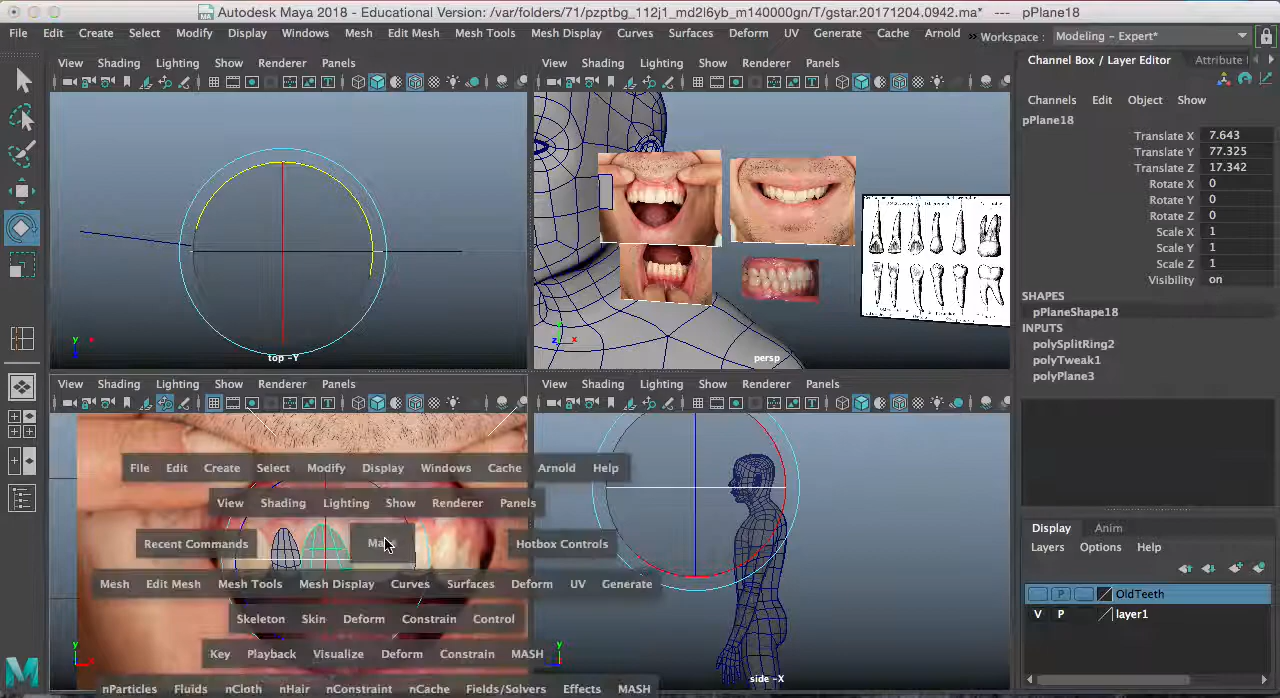 Autodesk Maya 2018 - Educational Version: /var/folders/71/pzptbg_112j1_md2l6yb_m140000gn/T/gstar.20171204.0942.ma* --- pPlane18
File Edit Create Select Modify Display Windows Mesh Edit Mesh Mesh Tools Mesh Display Curves Surfaces Deform UV Generate Cache Arnold » Workspace : Modeling - Expert*
View Shading Lighting Show Renderer Panels
View Shading Lighting Show Renderer Panels
Channel Box / Layer Editor Attribute
Channels Edit Object Show
pPlane18
Translate X 7.643
Translate Y 77.325
Translate Z 17.342
Rotate X 0
Rotate Y 0
Rotate Z 0
Scale X 1
Scale Y 1
Scale Z 1
Visibility on
SHAPES
pPlaneShape18
INPUTS
polySplitRing2
polyTweak1
polyPlane3
y x
top -Y
z x
persp
View Shading Lighting Show Renderer Panels
View Shading Lighting Show Renderer Panels
File Edit Create Select Modify Display Windows Cache Arnold Help
View Shading Lighting Show Renderer Panels
Recent Commands Hotbox Controls
Mesh Edit Mesh Mesh Tools Mesh Display Curves Surfaces Deform UV Generate
Skeleton Skin Deform Constrain Control
Key Playback Visualize Deform Constrain MASH
nParticles Fluids nCloth nHair nConstraint nCache Fields/Solvers Effects MASH
y x
y
side -X
Display Anim
Layers Options Help
P OldTeeth
V P layer1